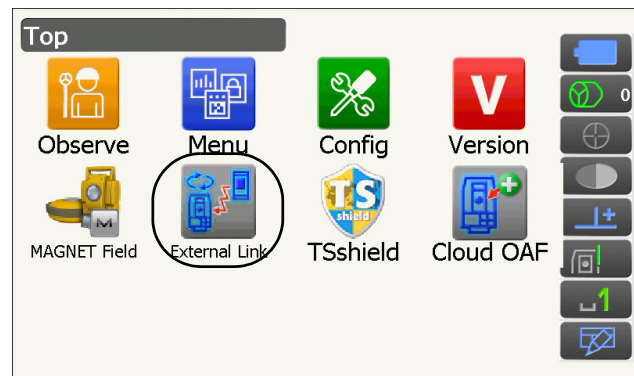 Top
Observe Menu Config Version
V
0
MAGNET Field External Link TSshield Cloud OAF
M
TS
shield
1